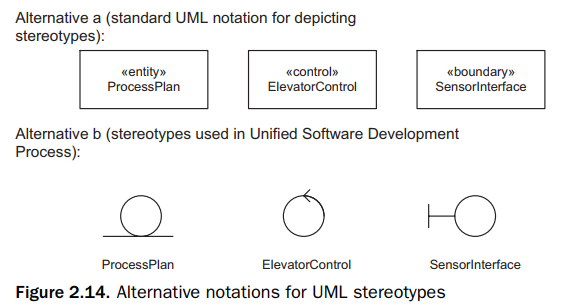 Alternative a (standard UML notation for depicting
stereotypes):
«entity» «control» «boundary»
ProcessPlan ElevatorControl SensorInterface
Alternative b (stereotypes used in Unified Software Development
Process):
ProcessPlan ElevatorControl SensorInterface
Figure 2.14. Alternative notations for UML stereotypes